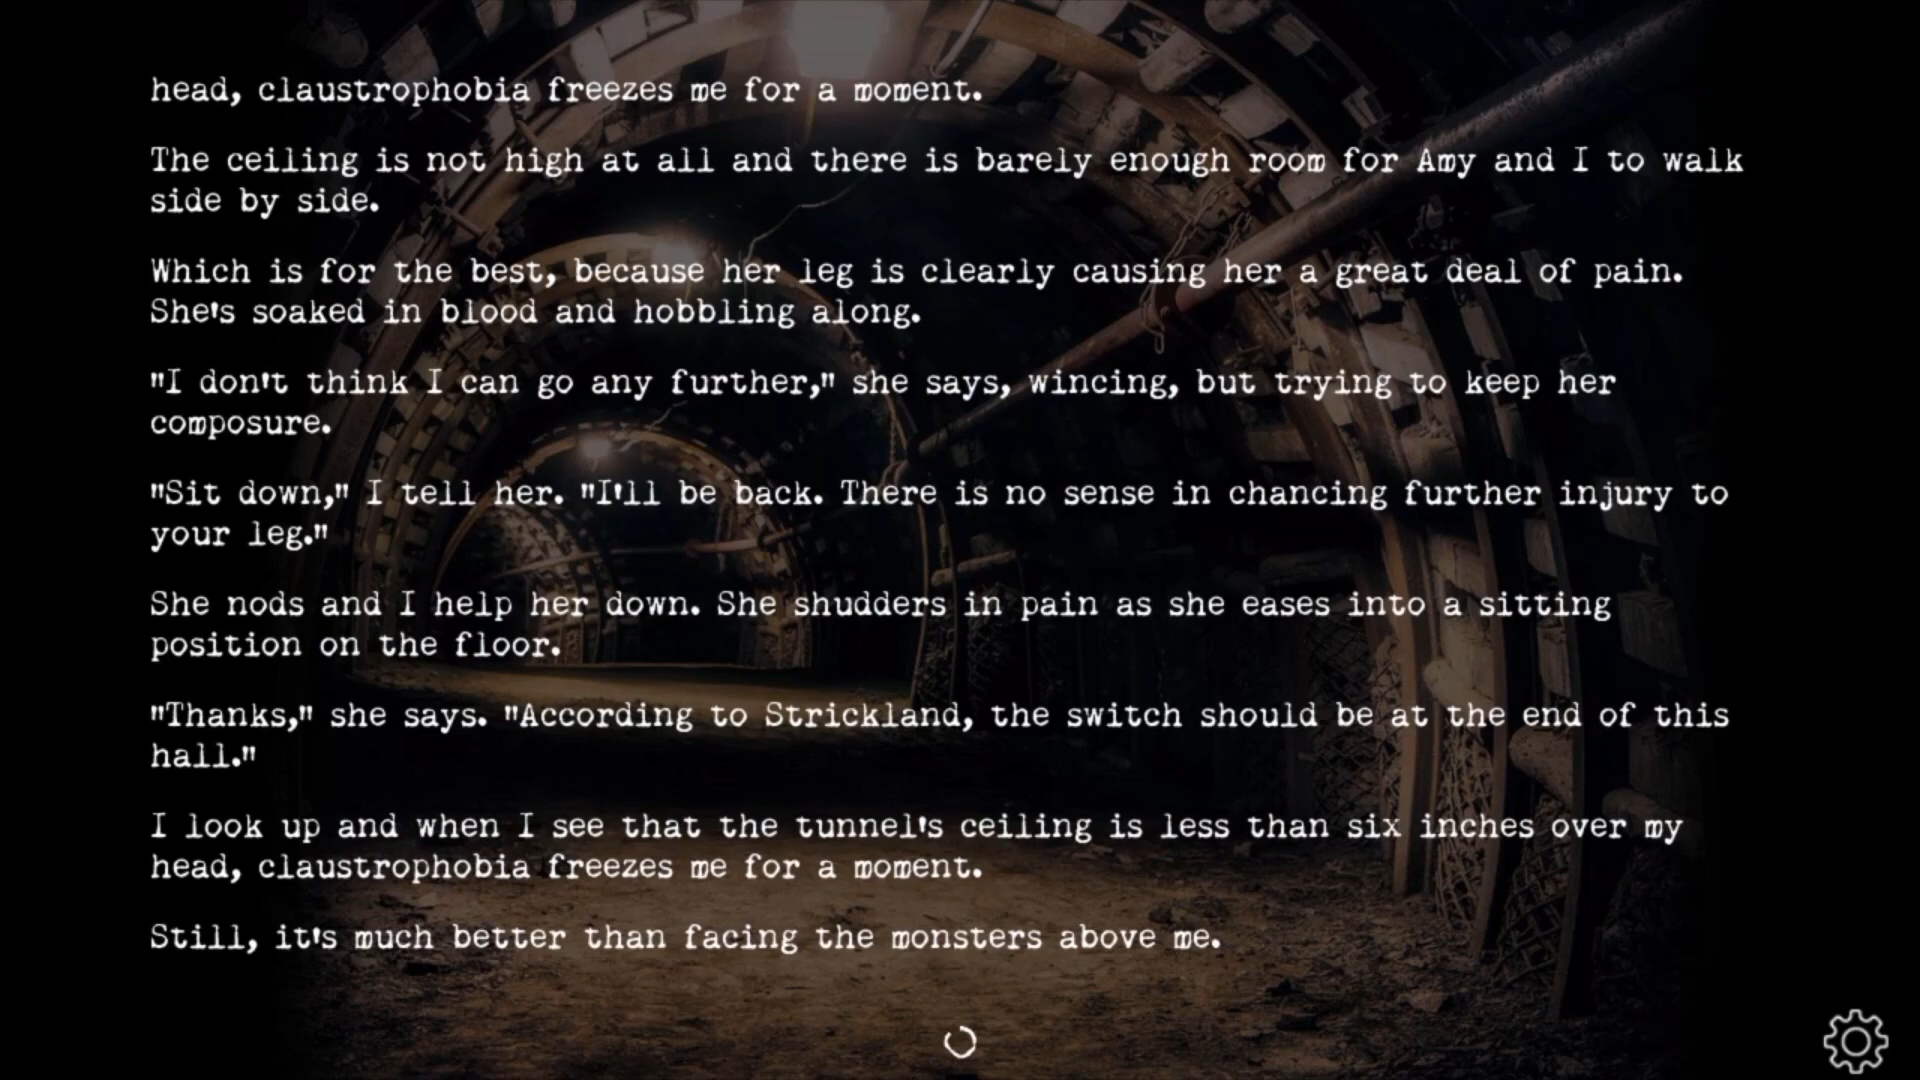 head, claustrophobia freezes me for a moment.
The ceiling is not high at all and there is barely enough room for Amy and I to walk
side by side.
Which is for the best, because her leg is clearly causing her a great deal of pain.
She's soaked in blood and hobbling along.
"I don't think I can go any further," she says, wincing, but trying to keep her
composure.
"Sit down," I tell her. "I'll be back. There is no sense in chancing further injury to
your leg."
She nods and I help her down. She shudders in pain as she eases into a sitting
position on the floor.
"Thanks," she says. "According to Strickland, the switch should be at the end of this
hall."
I look up and when I see that the tunnel's ceiling is less than six inches over my
head, claustrophobia freezes me for a moment.
Still, it's much better than facing the monsters above me.